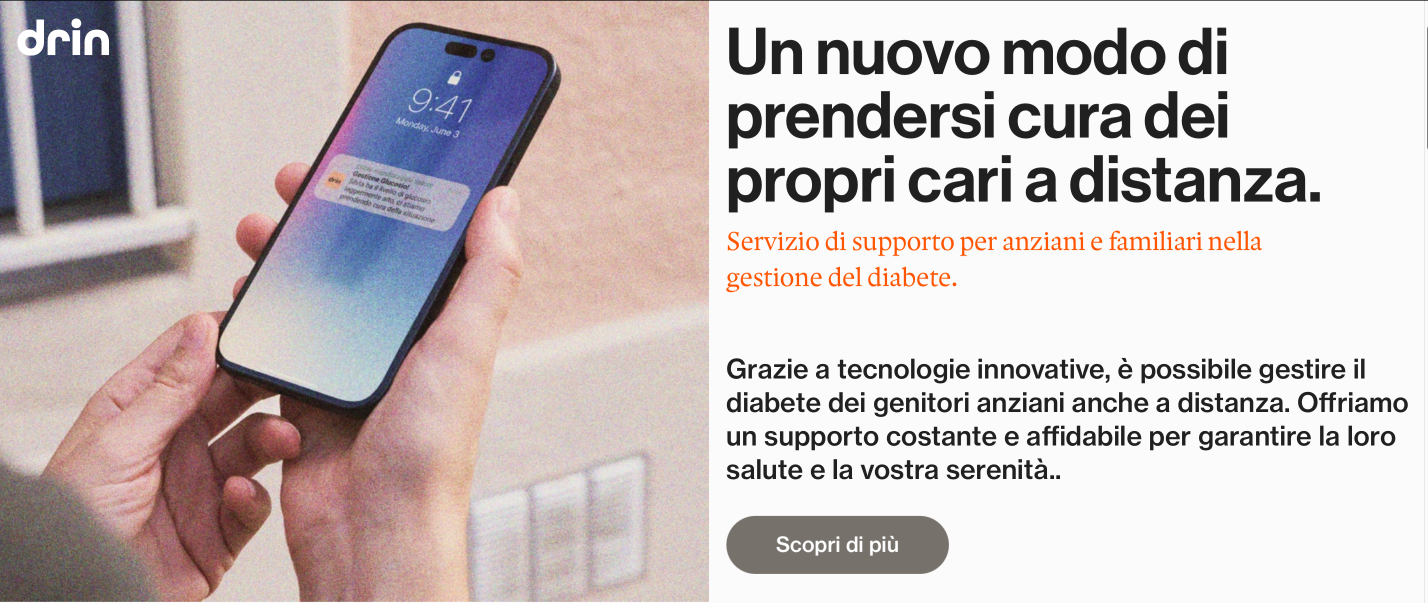 drin
9:41
Monday, June 3
drin
Gestione Glucosio!
Silvia ha il livello di glucosio
leggermente alto, ci stiamo
prendendo cura della situazione
Un nuovo modo di
prendersi cura dei
propri cari a distanza.
Servizio di supporto per anziani e familiari nella
gestione del diabete.
Grazie a tecnologie innovative, è possibile gestire il
diabete dei genitori anziani anche a distanza. Offriamo
un supporto costante e affidabile per garantire la loro
salute e la vostra serenità..
Scopri di più